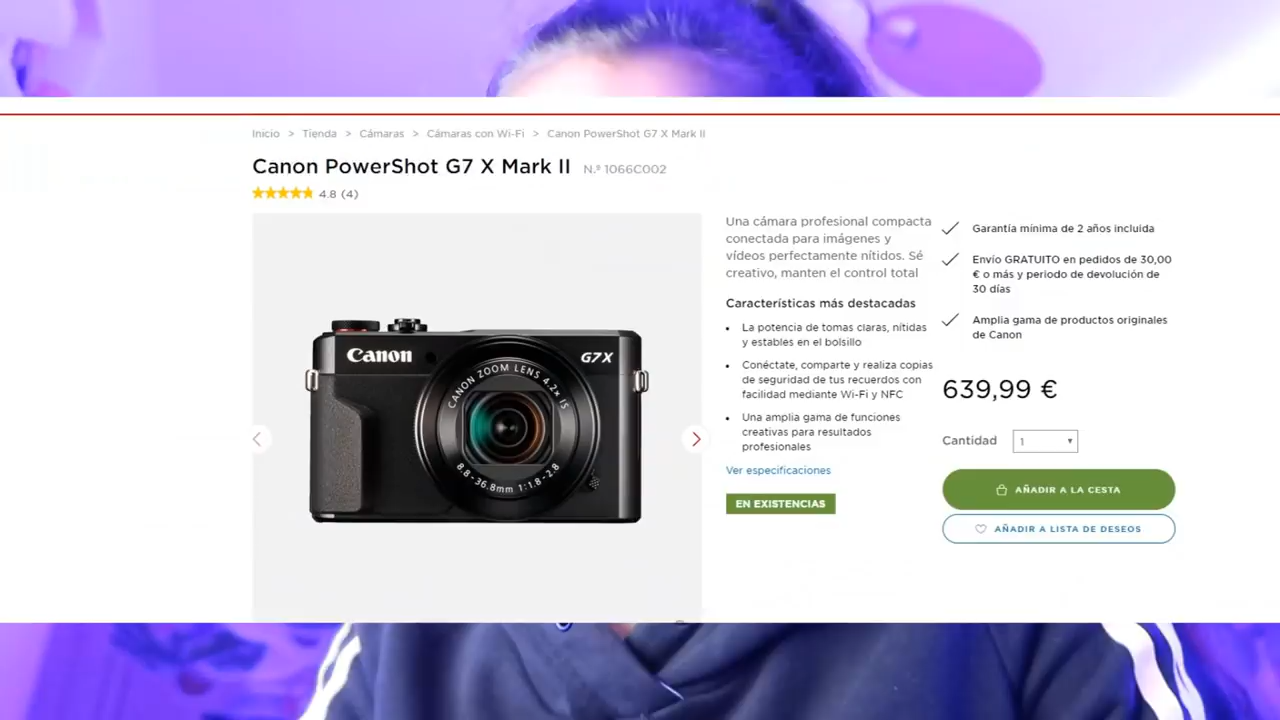 Inicio > Tienda > Cámaras > Cámaras con Wi-Fi > Canon PowerShot G7 X Mark II
Canon PowerShot G7 X Mark II N.º 1066C002
4.8 (4)
Canon
G7X
CANON ZOOM LENS 4.2x IS
8.8-36.8mm 1:1.8-2.8
Una cámara profesional compacta
conectada para imágenes y
vídeos perfectamente nítidos. Sé
creativo, manten el control total
Características más destacadas
• La potencia de tomas claras, nítidas
y estables en el bolsillo
• Conéctate, comparte y realiza copias
de seguridad de tus recuerdos con
facilidad mediante Wi-Fi y NFC
• Una amplia gama de funciones
creativas para resultados
profesionales
Ver especificaciones
EN EXISTENCIAS
Garantía mínima de 2 años incluida
Envío GRATUITO en pedidos de 30,00
€ o más y periodo de devolución de
30 días
Amplia gama de productos originales
de Canon
639,99 €
Cantidad 1
AÑADIR A LA CESTA
AÑADIR A LISTA DE DESEOS